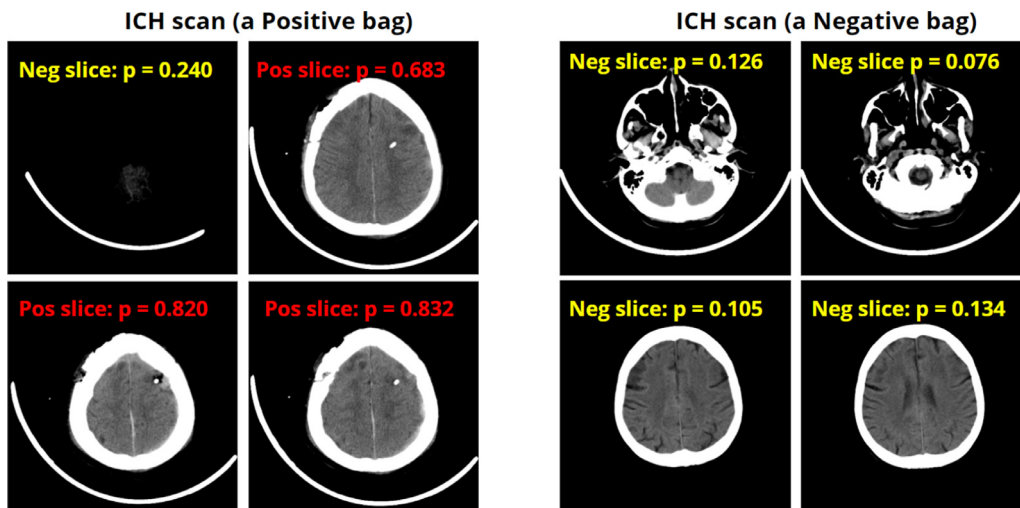 ICH scan (a Positive bag)
Neg slice: p = 0.240
Pos slice: p = 0.683
Pos slice: p = 0.820
Pos slice: p = 0.832
ICH scan (a Negative bag)
Neg slice: p = 0.126
Neg slice p = 0.076
Neg slice: p = 0.105
Neg slice: p = 0.134